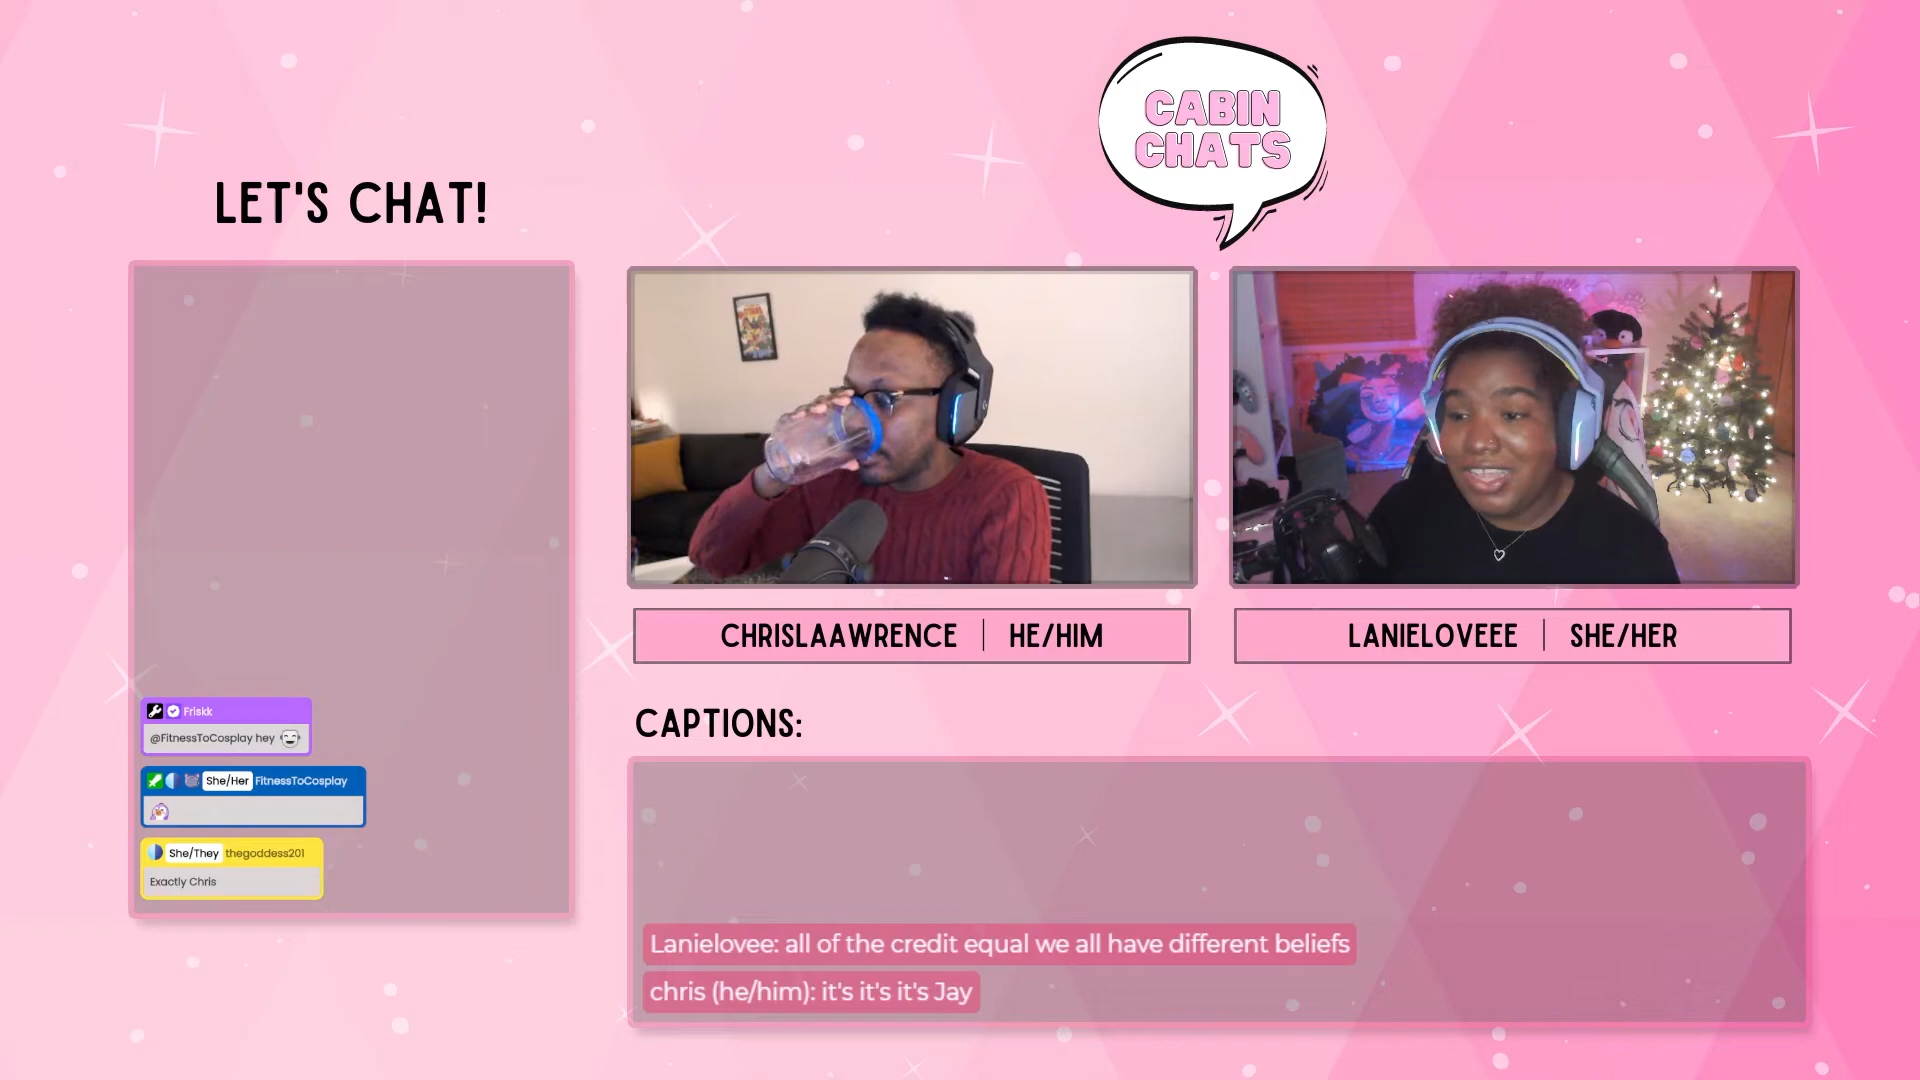 CABIN
CHATS
LET'S CHAT!
CHRISLAAWRENCE | HE/HIM
LANIELOVEEE | SHE/HER
Friskk
@FitnessToCosplay hey
She/Her FitnessToCosplay
She/They thegoddess201
Exactly Chris
CAPTIONS:
Lanielovee: all of the credit equal we all have different beliefs
chris (he/him): it's it's it's Jay